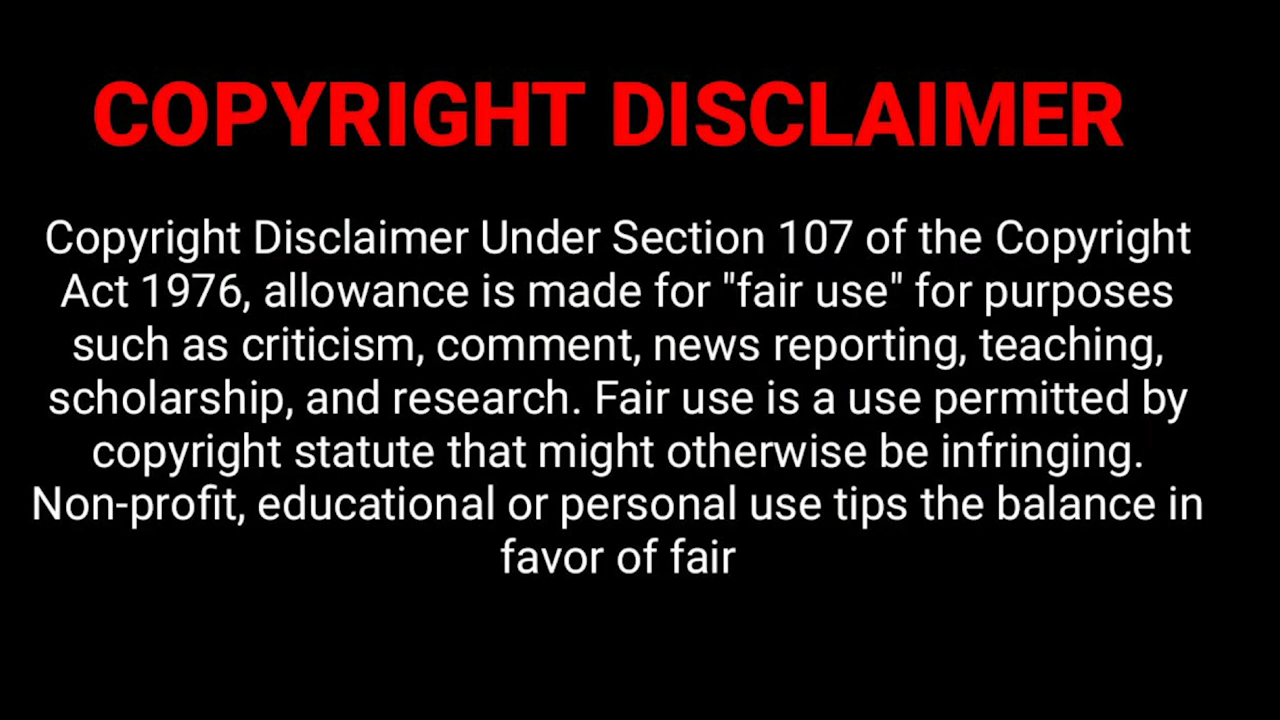 COPYRIGHT DISCLAIMER
Copyright Disclaimer Under Section 107 of the Copyright
Act 1976, allowance is made for "fair use" for purposes
such as criticism, comment, news reporting, teaching,
scholarship, and research. Fair use is a use permitted by
copyright statute that might otherwise be infringing.
Non-profit, educational or personal use tips the balance in
favor of fair